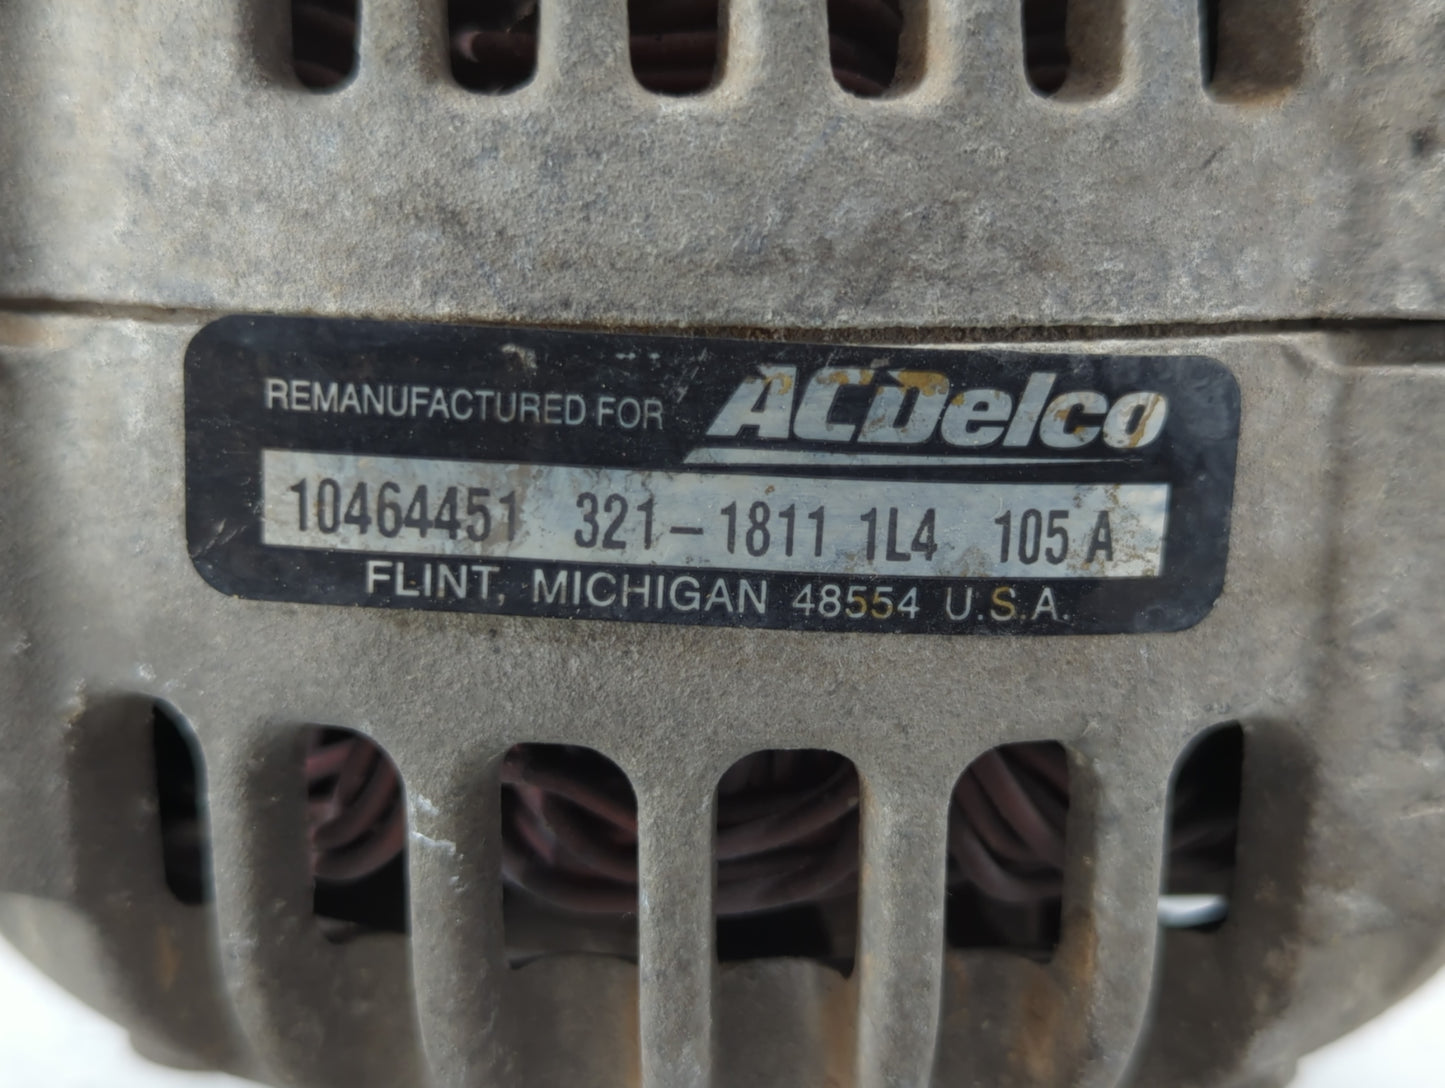 REMANUFACTURED FOR ACDelco
10464451 321-1811 1L4 105 A
FLINT, MICHIGAN 48554 U.S.A.